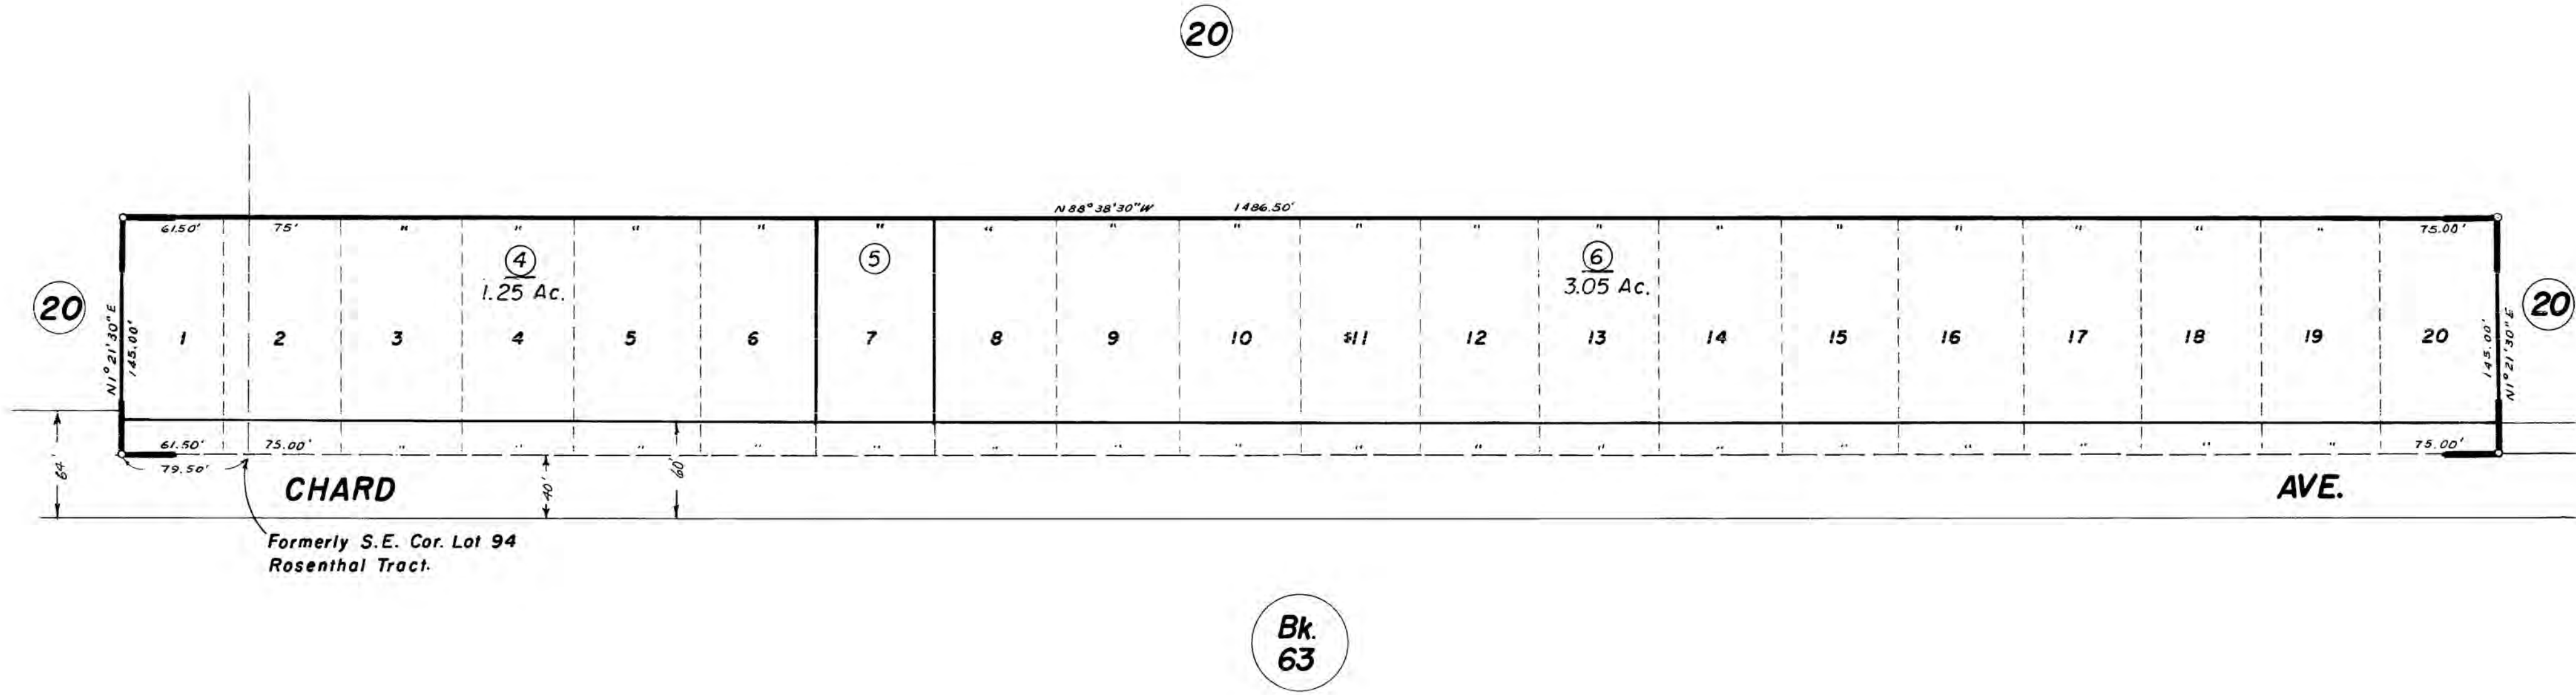 20
N 88° 38' 30" W 1486.50'
61.50' 75' " " " " " " " " " " " " " " " " " 75.00'
4 5 6
1.25 Ac. 3.05 Ac.
20 20
N 1° 21' 30" E
145.00'
1 2 3 4 5 6 7 8 9 10 $11 12 13 14 15 16 17 18 19 20
145.00'
N 1° 21' 30" E
61.50' 75.00' " " " " " " " " " " " " " " " " " 75.00'
79.50'
64' 40' 60'
CHARD AVE.
Formerly S.E. Cor. Lot 94
Rosenthal Tract.
Bk.
63